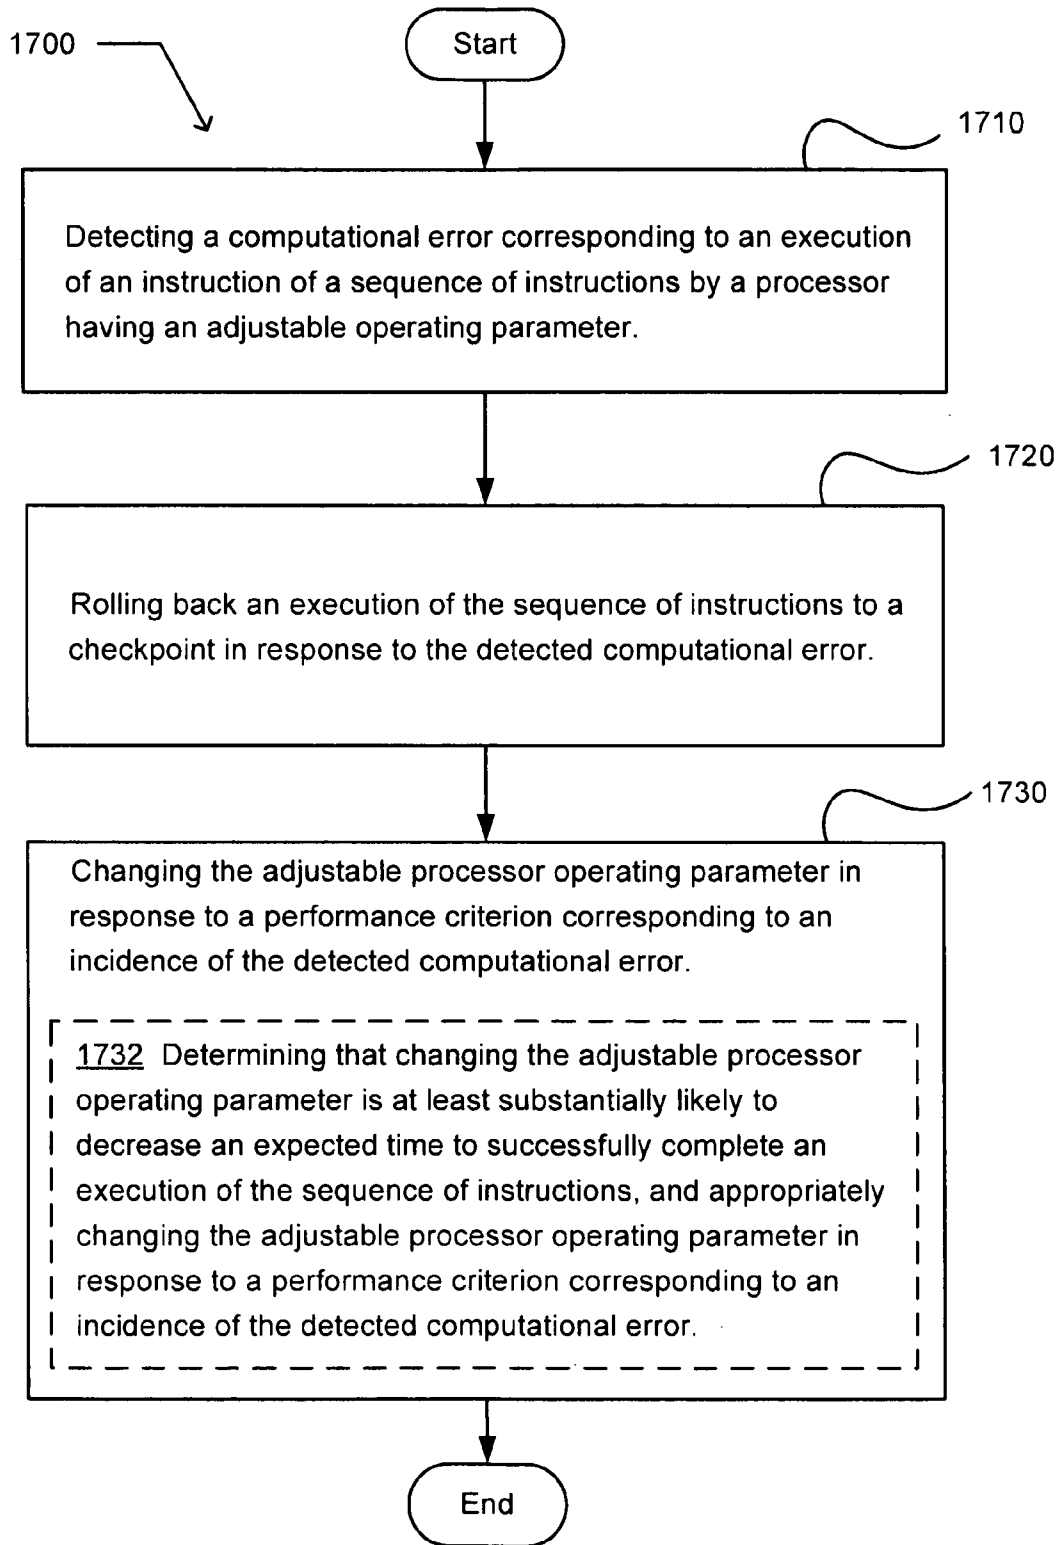 1700
Start
1710
Detecting a computational error corresponding to an execution
of an instruction of a sequence of instructions by a processor
having an adjustable operating parameter.
1720
Rolling back an execution of the sequence of instructions to a
checkpoint in response to the detected computational error.
1730
Changing the adjustable processor operating parameter in
response to a performance criterion corresponding to an
incidence of the detected computational error.
1732 Determining that changing the adjustable processor
operating parameter is at least substantially likely to
decrease an expected time to successfully complete an
execution of the sequence of instructions, and appropriately
changing the adjustable processor operating parameter in
response to a performance criterion corresponding to an
incidence of the detected computational error.
End